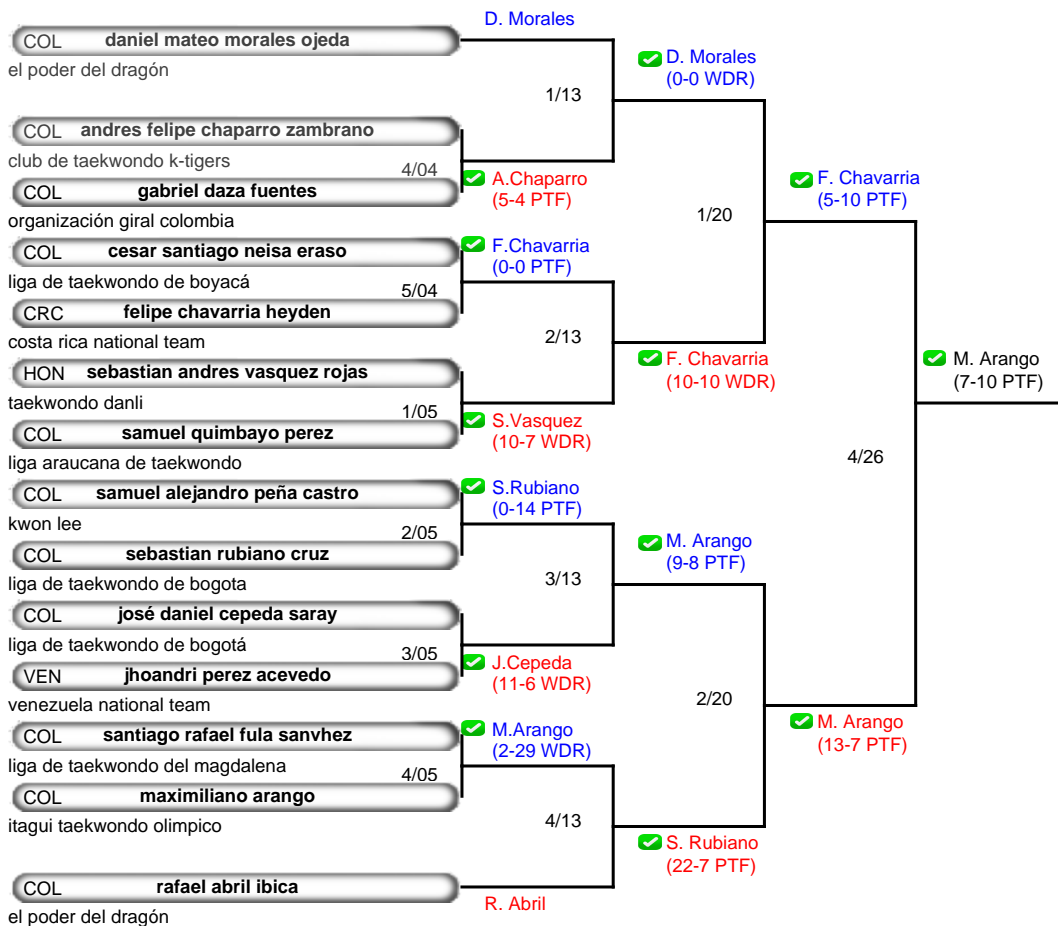 D. Morales
COL daniel mateo morales ojeda
el poder del dragón
D. Morales
(0-0 WDR)
1/13
COL andres felipe chaparro zambrano
club de taekwondo k-tigers
4/04
A.Chaparro
(5-4 PTF)
COL gabriel daza fuentes
organización giral colombia
F. Chavarria
(5-10 PTF)
1/20
COL cesar santiago neisa eraso
liga de taekwondo de boyacá
F.Chavarria
(0-0 PTF)
5/04
CRC felipe chavarria heyden
costa rica national team
2/13
F. Chavarria
(10-10 WDR)
M. Arango
(7-10 PTF)
HON sebastian andres vasquez rojas
taekwondo danli
1/05
S.Vasquez
(10-7 WDR)
COL samuel quimbayo perez
liga araucana de taekwondo
4/26
COL samuel alejandro peña castro
kwon lee
S.Rubiano
(0-14 PTF)
2/05
COL sebastian rubiano cruz
liga de taekwondo de bogota
M. Arango
(9-8 PTF)
3/13
COL josé daniel cepeda saray
liga de taekwondo de bogotá
3/05
J.Cepeda
(11-6 WDR)
VEN jhoandri perez acevedo
venezuela national team
2/20
M. Arango
(13-7 PTF)
COL santiago rafael fula sanvhez
liga de taekwondo del magdalena
M.Arango
(2-29 WDR)
4/05
COL maximiliano arango
itagui taekwondo olimpico
4/13
S. Rubiano
(22-7 PTF)
COL rafael abril ibica
el poder del dragón
R. Abril